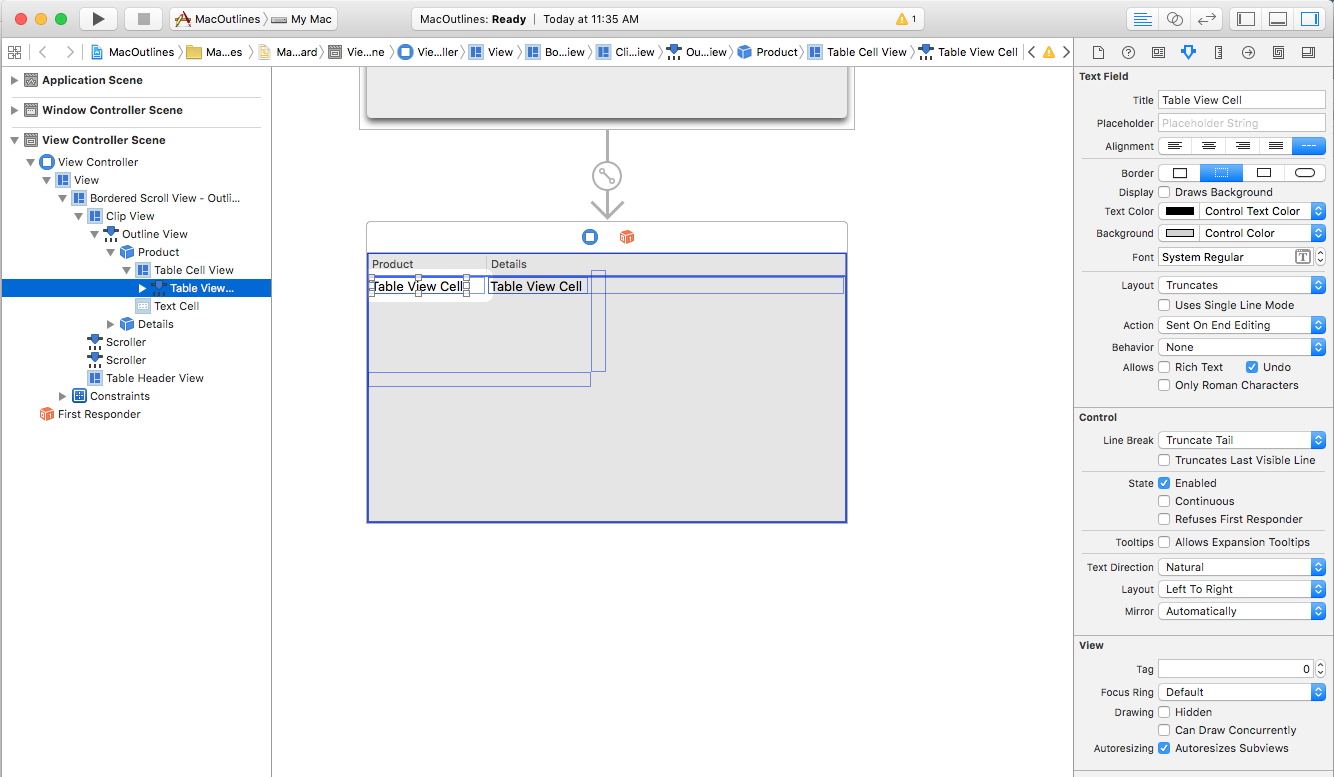 MacOutlines My Mac
MacOutlines: Ready | Today at 11:35 AM 1
MacOutlines Ma...es Ma...ard Vie...ne Vie...ller View Bo...iew Cli...iew Ou...iew Product Table Cell View Table View Cell
Application Scene
Window Controller Scene
View Controller Scene
View Controller
View
Bordered Scroll View - Outli...
Clip View
Outline View
Product
Table Cell View
Table View...
Text Cell
Details
Scroller
Scroller
Table Header View
Constraints
First Responder
Product Details
Table View Cell Table View Cell
Text Field
Title Table View Cell
Placeholder Placeholder String
Alignment
Border
Display Draws Background
Text Color Control Text Color
Background Control Color
Font System Regular T
Layout Truncates
Uses Single Line Mode
Action Sent On End Editing
Behavior None
Allows Rich Text Undo
Only Roman Characters
Control
Line Break Truncate Tail
Truncates Last Visible Line
State Enabled
Continuous
Refuses First Responder
Tooltips Allows Expansion Tooltips
Text Direction Natural
Layout Left To Right
Mirror Automatically
View
Tag 0
Focus Ring Default
Drawing Hidden
Can Draw Concurrently
Autoresizing Autoresizes Subviews